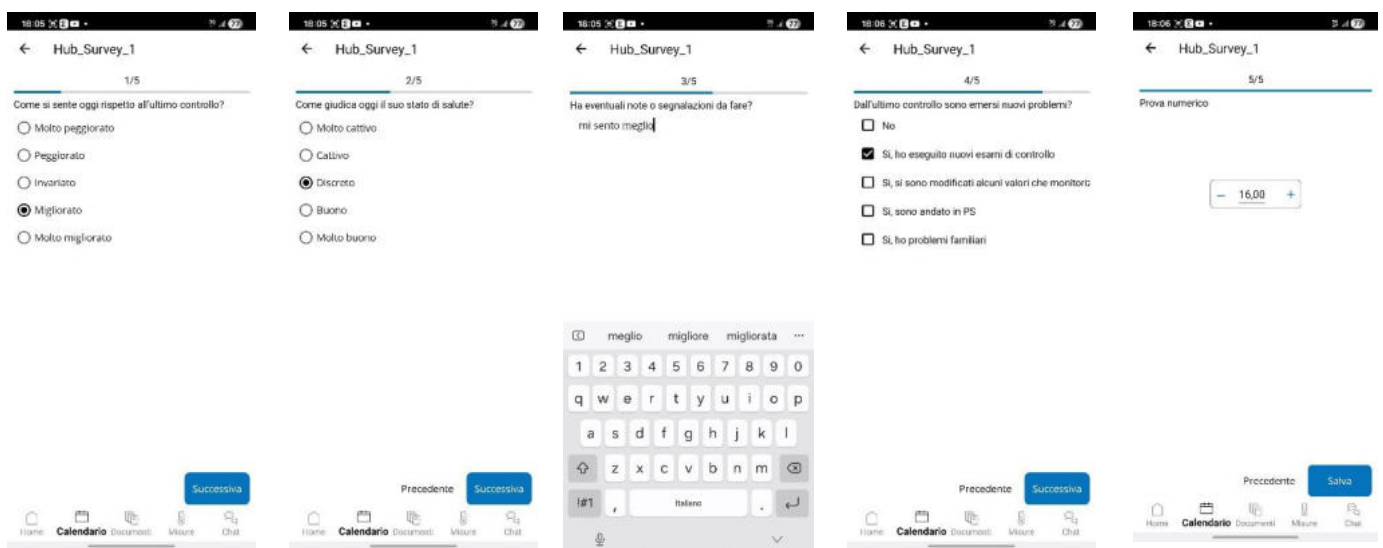 18:05
77
Hub_Survey_1
1/5
Come si sente oggi rispetto all'ultimo controllo?
Molto peggiorato
Peggiorato
Invariato
Migliorato
Molto migliorato
Successiva
Home Calendario Documenti Misure Chat
18:05
77
Hub_Survey_1
2/5
Come giudica oggi il suo stato di salute?
Molto cattivo
Cattivo
Discreto
Buono
Molto buono
Precedente Successiva
Home Calendario Documenti Misure Chat
18:05
77
Hub_Survey_1
3/5
Ha eventuali note o segnalazioni da fare?
mi sento meglio
meglio migliore migliorata ...
1 2 3 4 5 6 7 8 9 0
q w e r t y u i o p
a s d f g h j k l
z x c v b n m
!#1 , Italiano .
18:06
77
Hub_Survey_1
4/5
Dall'ultimo controllo sono emersi nuovi problemi?
No
Si, ho eseguito nuovi esami di controllo
Si, si sono modificati alcuni valori che monitoriz
Si, sono andato in PS
Si, ho problemi familiari
Precedente Successiva
Home Calendario Documenti Misure Chat
18:06
77
Hub_Survey_1
5/5
Prova numerico
− 16,00 +
Precedente Salva
Home Calendario Documenti Misure Chat